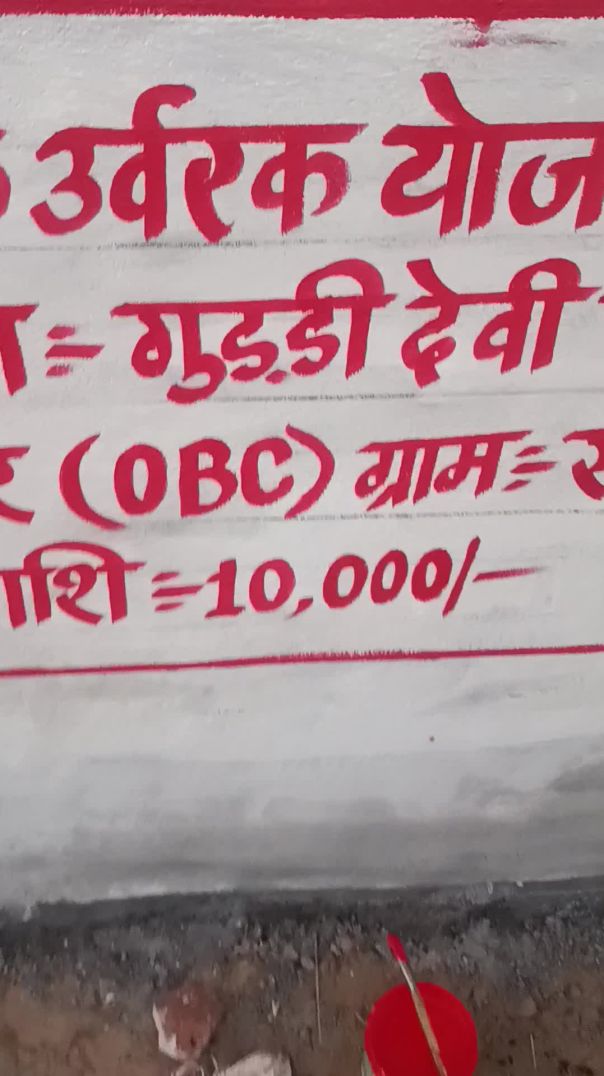 उर्वरक योज
= गुड्डी देवी
(OBC) ग्राम =
राशि = 10,000/-